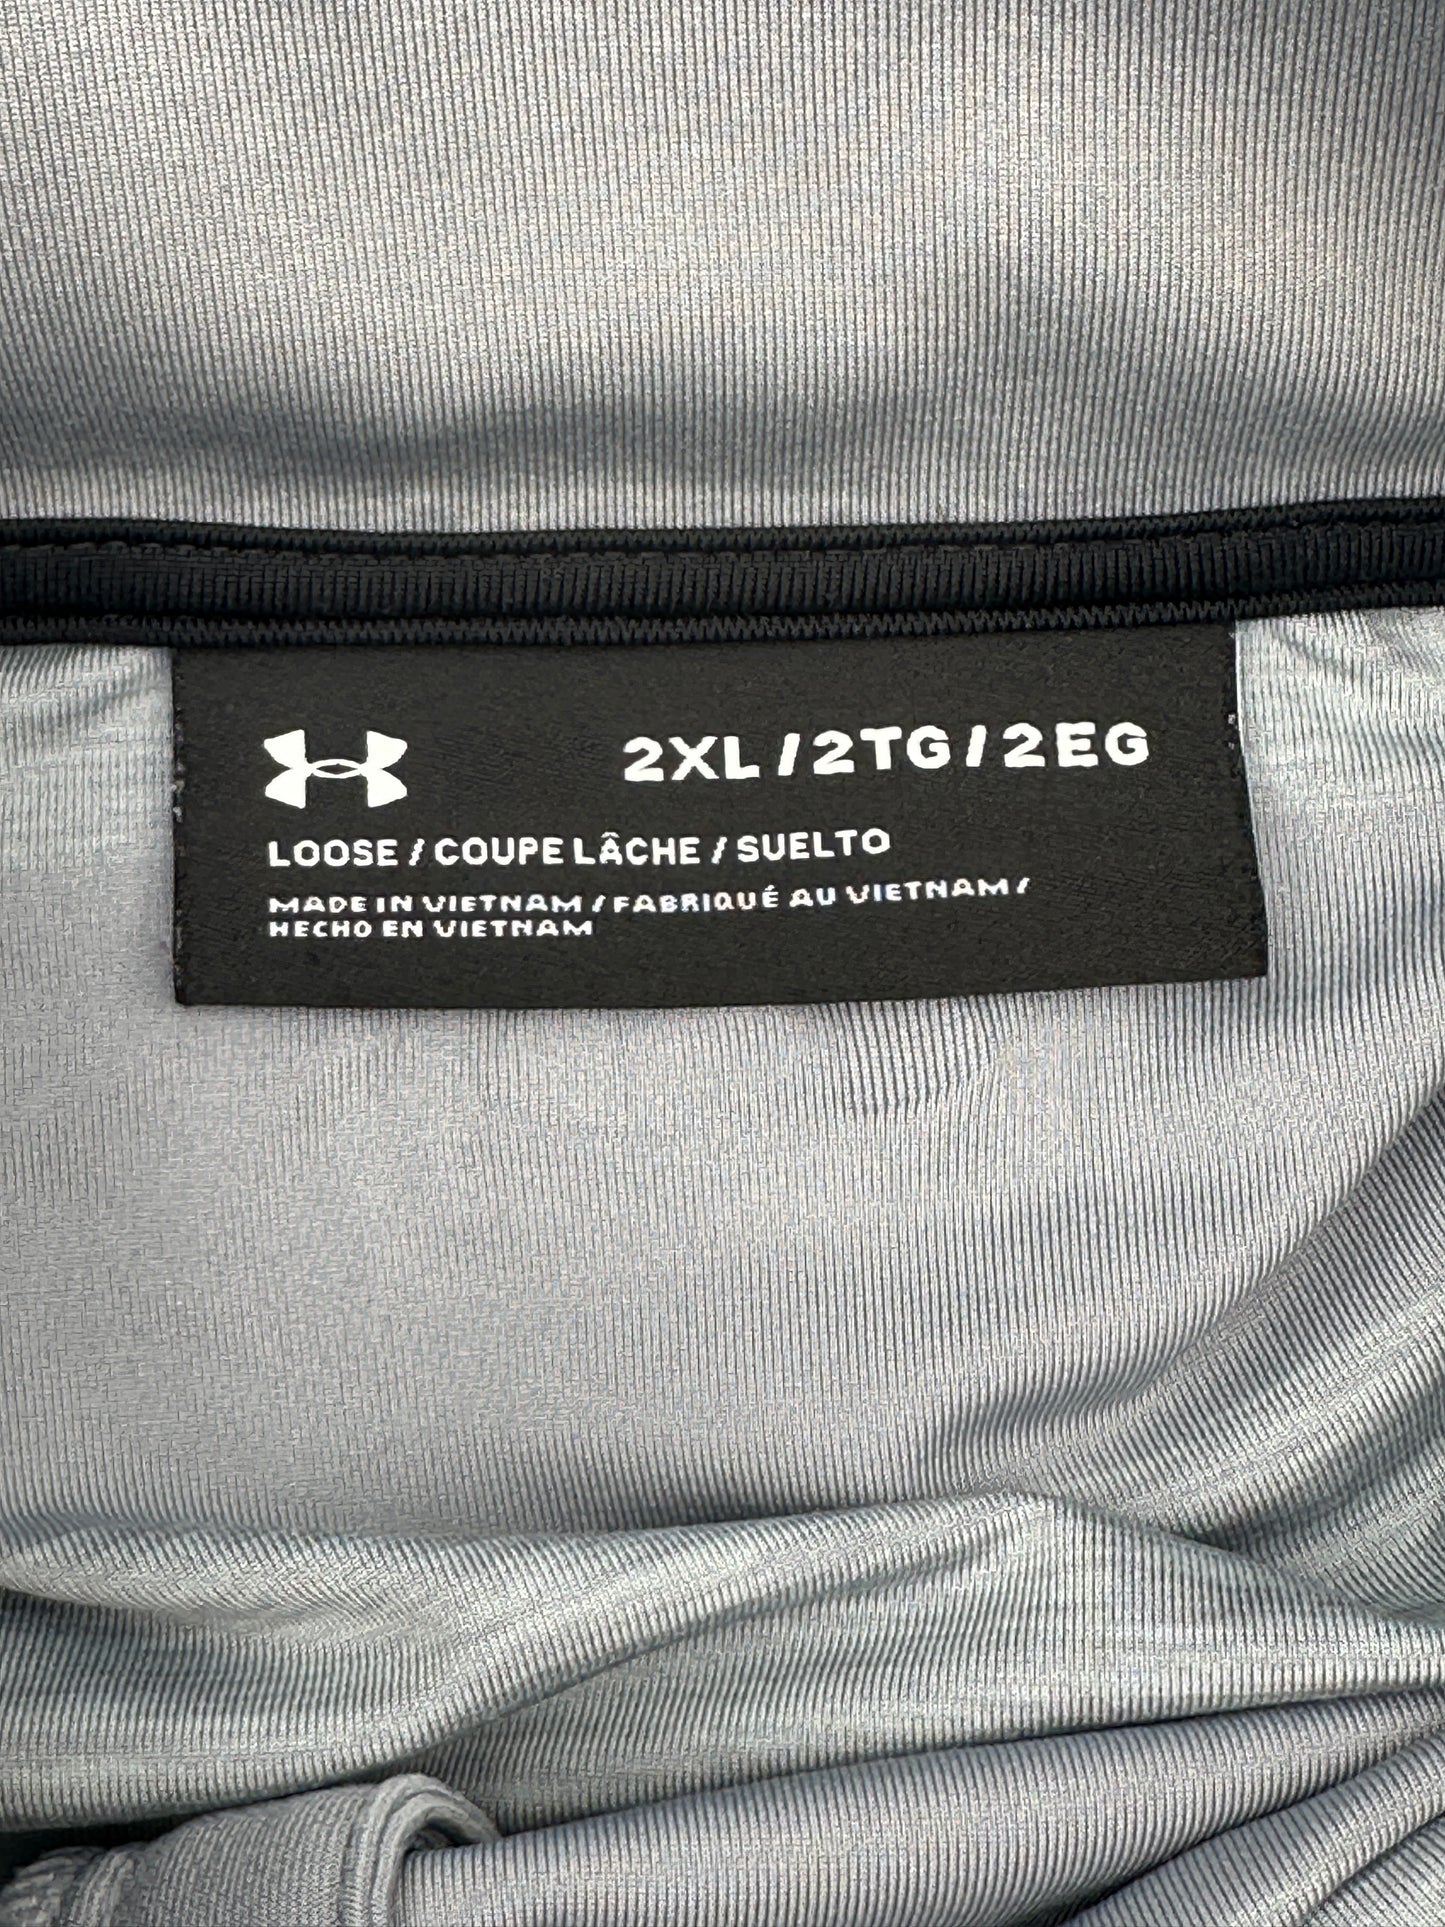 2XL / 2TG / 2EG
LOOSE / COUPE LÂCHE / SUELTO
MADE IN VIETNAM / FABRIQUÉ AU VIETNAM /
HECHO EN VIETNAM